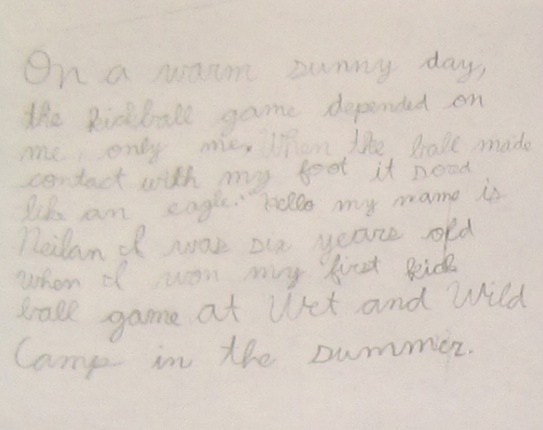 On a warm sunny day,
the kickball game depended on
me, only me. When the ball made
contact with my foot it sored
like an eagle." Hello my name is
Neilan I was six years old
when I won my first kick
ball game at Wet and Wild
Camp in the summer.